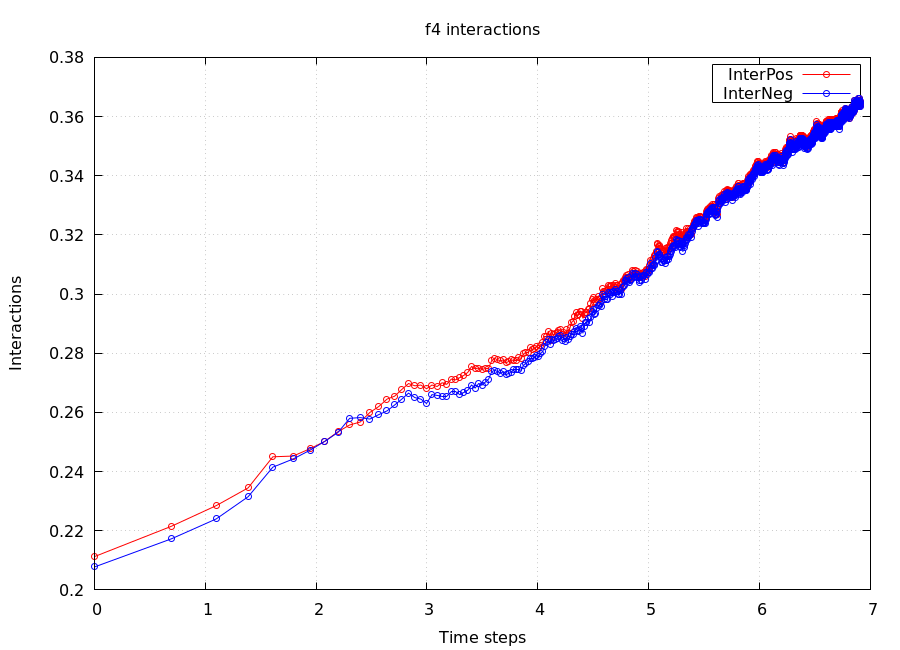 f4 interactions
InterPos
InterNeg
0.38
0.36
0.34
0.32
0.3
0.28
0.26
0.24
0.22
0.2
Interactions
0 1 2 3 4 5 6 7
Time steps